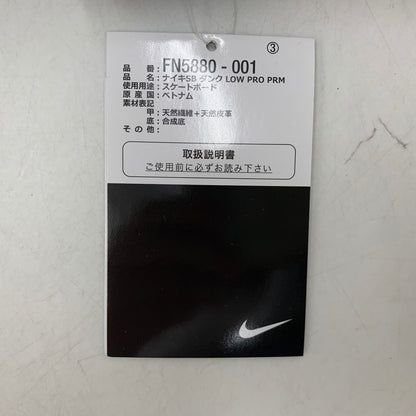 ③
品番：FN5880-001
品名：ナイキSB ダンク LOW PRO PRM
使用用途：スケートボード
原産国：ベトナム
素材表記
甲：天然繊維＋天然皮革
底：合成底
その他：
取扱説明書
ご使用前に必ずお読み下さい